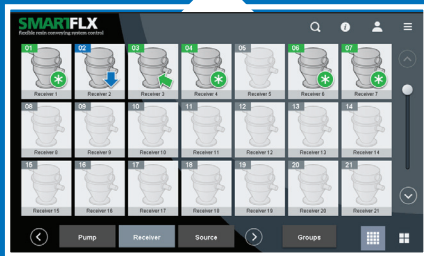 SMARTFLX
flexible resin conveying system control
01 02 03 04 05 06 07
Receiver 1 Receiver 2 Receiver 3 Receiver 4 Receiver 5 Receiver 6 Receiver 7
08 09 10 11 12 13 14
Receiver 8 Receiver 9 Receiver 10 Receiver 11 Receiver 12 Receiver 13 Receiver 14
15 16 17 18 19 20 21
Receiver 15 Receiver 16 Receiver 17 Receiver 18 Receiver 19 Receiver 20 Receiver 21
Pump Receiver Source Groups